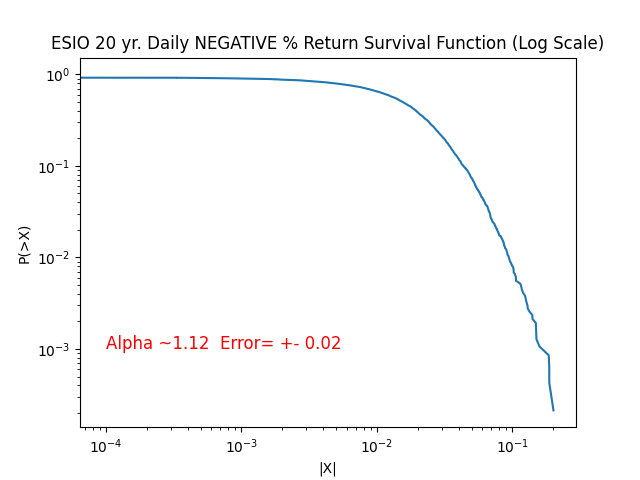 ESIO 20 yr. Daily NEGATIVE % Return Survival Function (Log Scale)
10⁰
10⁻¹
10⁻²
10⁻³
P(>X)
Alpha ~1.12  Error= +- 0.02
10⁻⁴ 10⁻³ 10⁻² 10⁻¹
|X|